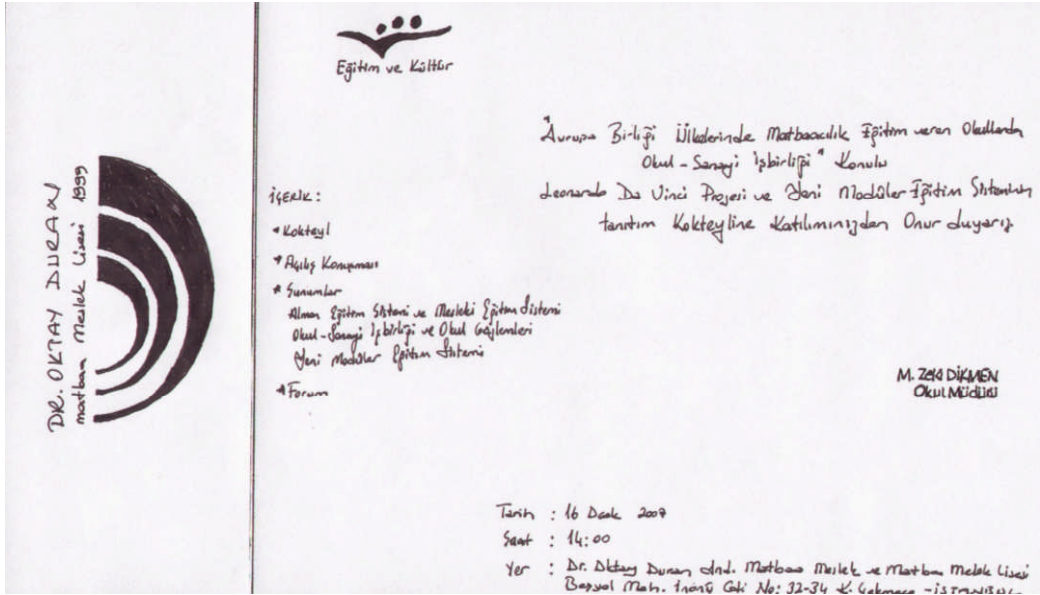 DR. OKTAY DURAN
matbaa Meslek Lisesi 1999
Eğitim ve Kültür
"Avrupa Birliği Ülkelerinde Matbaacılık Eğitim veren Okullarda
Okul-Sanayi İşbirliği" Konulu
Leonardo Da Vinci Projesi ve Yeni Modüler Eğitim Sisteminin
tanıtım Kokteyline Katılımınızdan Onur duyarız.
İÇERİK:
*Kokteyl
*Açılış Konuşması
*Sunumlar
Alman Eğitim Sistemi ve Mesleki Eğitim Sistemi
Okul-Sanayi İşbirliği ve Okul Gözlemleri
Yeni Modüler Eğitim Sistemi
*Forum
M. Zeki DİKMEN
Okul Müdürü
Tarih : 16 Ocak 2007
Saat : 14:00
Yer : Dr. Oktay Duran And. Matbaa Meslek ve Matbaa Meslek Lisesi
Beşyol Mah. İnönü Cad. No: 32-34 K. Çekmece - İSTANBUL